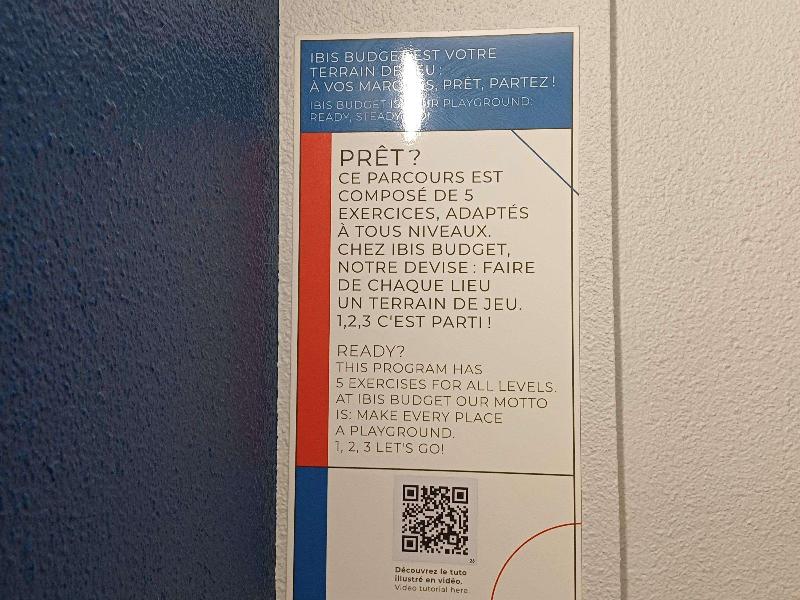 IBIS BUDGET EST VOTRE
TERRAIN DE JEU :
À VOS MARQUES, PRÊT, PARTEZ !
IBIS BUDGET IS YOUR PLAYGROUND:
READY, STEADY, GO!
PRÊT ?
CE PARCOURS EST
COMPOSÉ DE 5
EXERCICES, ADAPTÉS
À TOUS NIVEAUX.
CHEZ IBIS BUDGET,
NOTRE DEVISE : FAIRE
DE CHAQUE LIEU
UN TERRAIN DE JEU.
1,2,3 C'EST PARTI !
READY?
THIS PROGRAM HAS
5 EXERCISES FOR ALL LEVELS.
AT IBIS BUDGET OUR MOTTO
IS: MAKE EVERY PLACE
A PLAYGROUND.
1, 2, 3 LET'S GO!
Découvrez le tuto
illustré en vidéo.
Video tutorial here.